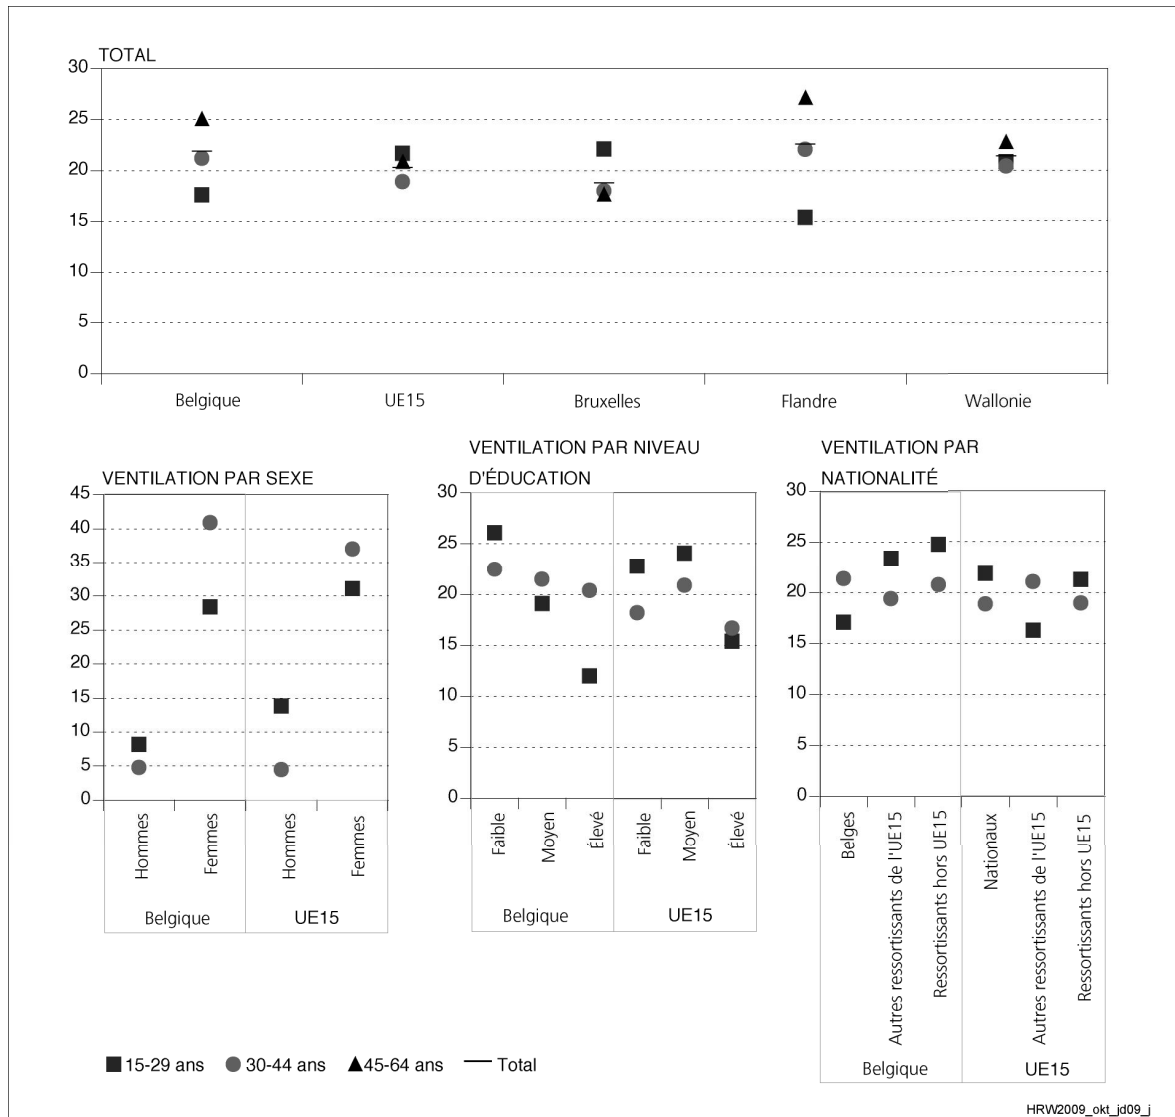 TOTAL
30
25
20
15
10
5
0
Belgique
UE15
Bruxelles
Flandre
Wallonie
VENTILATION PAR SEXE
45
40
35
30
25
20
15
10
5
0
Hommes
Femmes
Hommes
Femmes
Belgique
UE15
VENTILATION PAR NIVEAU
D'ÉDUCATION
30
25
20
15
10
5
0
Faible
Moyen
Élevé
Faible
Moyen
Élevé
Belgique
UE15
VENTILATION PAR
NATIONALITÉ
30
25
20
15
10
5
0
Belges
Autres ressortissants de l'UE15
Ressortissants hors UE15
Nationaux
Autres ressortissants de l'UE15
Ressortissants hors UE15
Belgique
UE15
15-29 ans
30-44 ans
45-64 ans
Total
HRW2009_okt_jd09_j